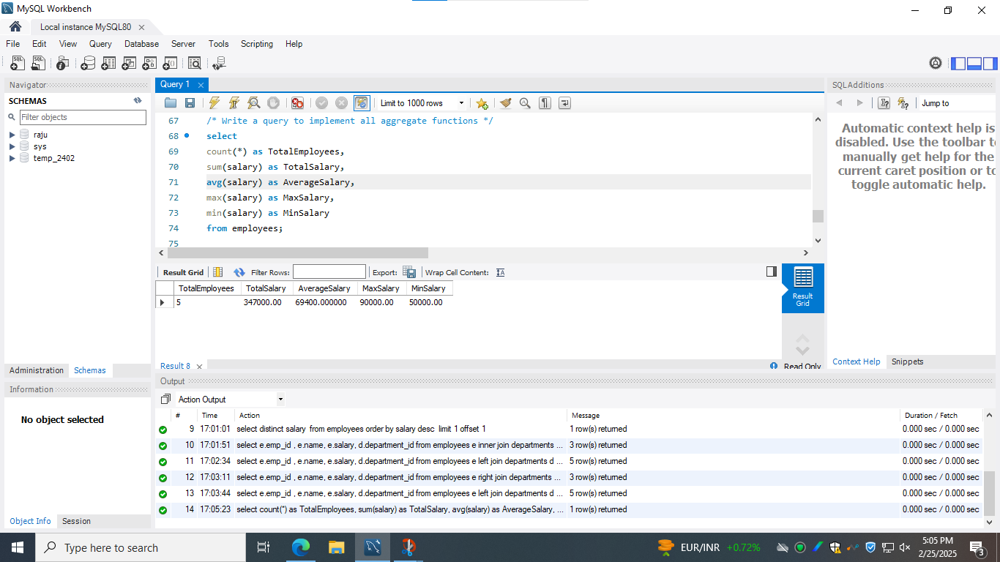 MySQL Workbench
Local instance MySQL80
File Edit View Query Database Server Tools Scripting Help
Navigator
SCHEMAS
Filter objects
raju
sys
temp_2402
Administration Schemas
Information
No object selected
Object Info Session
Query 1
Limit to 1000 rows
67 /* Write a query to implement all aggregate functions */
68 select
69 count(*) as TotalEmployees,
70 sum(salary) as TotalSalary,
71 avg(salary) as AverageSalary,
72 max(salary) as MaxSalary,
73 min(salary) as MinSalary
74 from employees;
75
Result Grid Filter Rows: Export: Wrap Cell Content:
TotalEmployees TotalSalary AverageSalary MaxSalary MinSalary
5 347000.00 69400.000000 90000.00 50000.00
Result
Grid
Result 8
Read Only
SQLAdditions
Jump to
Automatic context help is
disabled. Use the toolbar to
manually get help for the
current caret position or to
toggle automatic help.
Context Help Snippets
Output
Action Output
# Time Action Message Duration / Fetch
9 17:01:01 select distinct salary from employees order by salary desc limit 1 offset 1 1 row(s) returned 0.000 sec / 0.000 sec
10 17:01:51 select e.emp_id , e.name, e.salary, d.department_id from employees e inner join departments ... 3 row(s) returned 0.000 sec / 0.000 sec
11 17:02:34 select e.emp_id , e.name, e.salary, d.department_id from employees e left join departments d ... 5 row(s) returned 0.000 sec / 0.000 sec
12 17:03:11 select e.emp_id , e.name, e.salary, d.department_id from employees e right join departments ... 3 row(s) returned 0.000 sec / 0.000 sec
13 17:03:44 select e.emp_id , e.name, e.salary, d.department_id from employees e left join departments d ... 5 row(s) returned 0.000 sec / 0.000 sec
14 17:05:23 select count(*) as TotalEmployees, sum(salary) as TotalSalary, avg(salary) as AverageSalary, ... 1 row(s) returned 0.000 sec / 0.000 sec
Type here to search
EUR/INR +0.72%
5:05 PM
2/25/2025
3